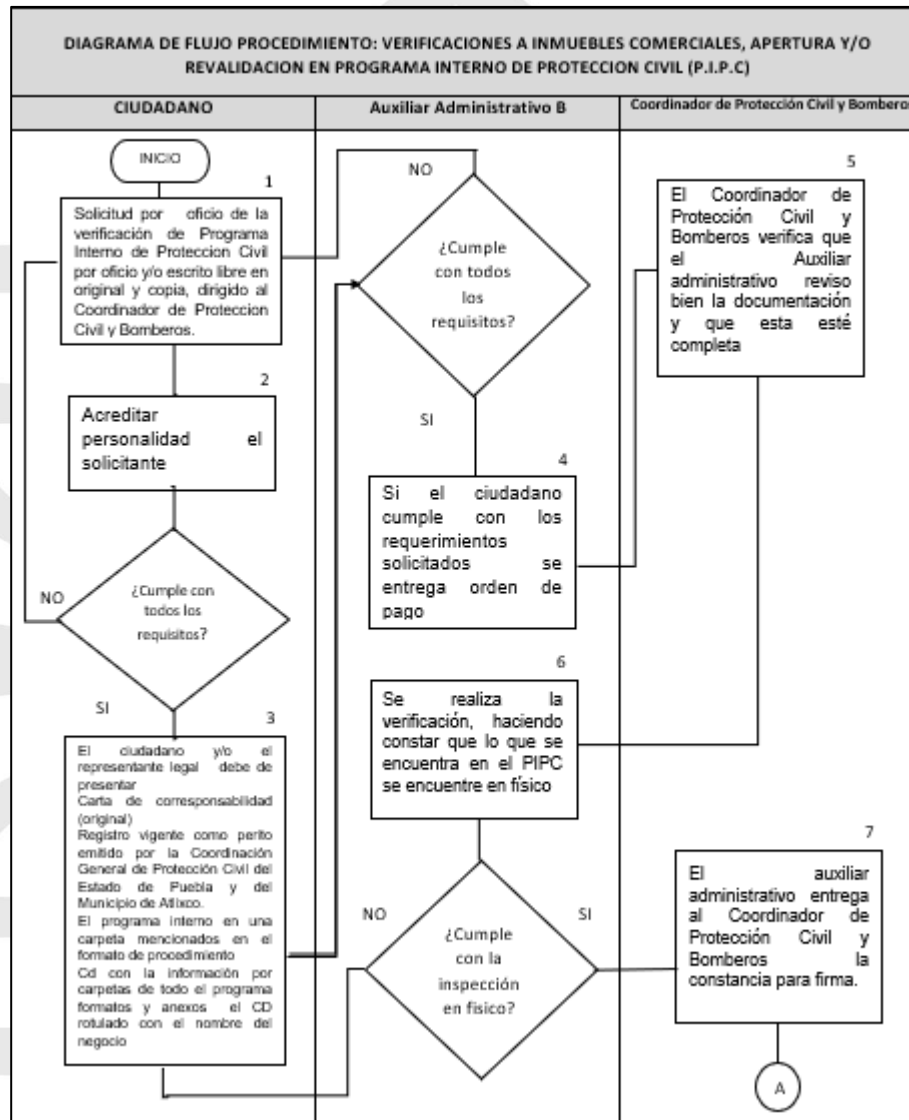 DIAGRAMA DE FLUJO PROCEDIMIENTO: VERIFICACIONES A INMUEBLES COMERCIALES, APERTURA Y/O
REVALIDACION EN PROGRAMA INTERNO DE PROTECCION CIVIL (P.I.P.C)
CIUDADANO
Auxiliar Administrativo B
Coordinador de Protección Civil y Bomberos
INICIO
1
Solicitud por oficio de la
verificación de Programa
Interno de Proteccion Civil
por oficio y/o escrito libre en
original y copia, dirigido al
Coordinador de Proteccion
Civil y Bomberos.
2
Acreditar
personalidad el
solicitante
¿Cumple con
todos los
requisitos?
NO
SI
3
El ciudadano y/o el
representante legal debe de
presentar
Carta de corresponsabilidad
(original)
Registro vigente como perito
emitido por la Coordinación
General de Protección Civil del
Estado de Puebla y del
Municipio de Atlixco.
El programa interno en una
carpeta mencionados en el
formato de procedimiento
Cd con la información por
carpetas de todo el programa
formatos y anexos el CD
rotulado con el nombre del
negocio
NO
¿Cumple
con todos
los
requisitos?
SI
4
Si el ciudadano
cumple con los
requerimientos
solicitados se
entrega orden de
pago
5
El Coordinador de
Protección Civil y
Bomberos verifica que
el Auxiliar
administrativo reviso
bien la documentación
y que esta esté
completa
6
Se realiza la
verificación, haciendo
constar que lo que se
encuentra en el PIPC
se encuentre en físico
NO
¿Cumple
con la
inspección
en fisico?
SI
7
El auxiliar
administrativo entrega
al Coordinador de
Protección Civil y
Bomberos la
constancia para firma.
A